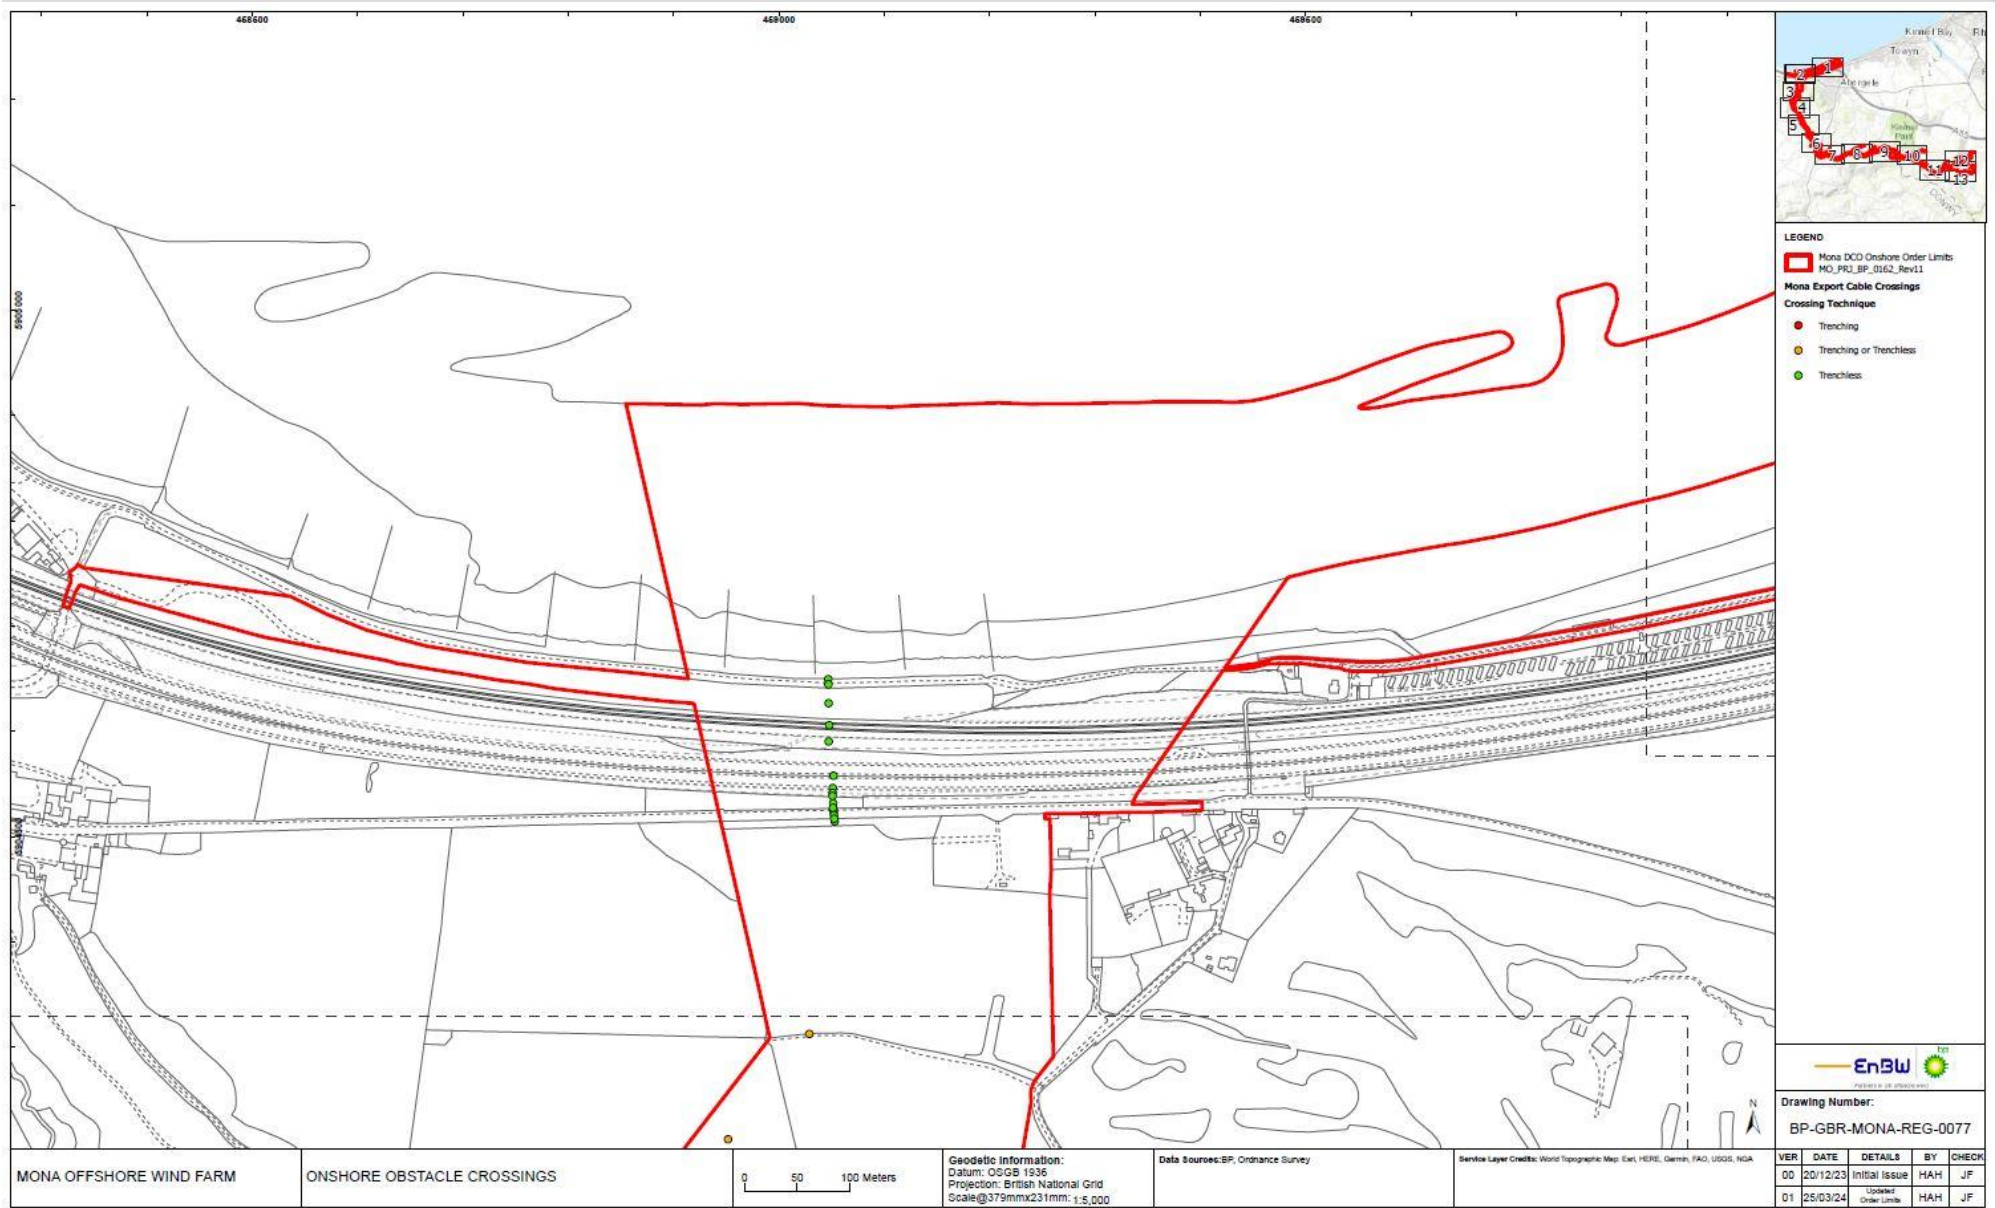 468500
469000
469500
Kinmel Bay
Rh
Towyn
Abergele
1
2
3
4
5
6
7
8
9
10
11
12
13
A55
CONWY
LEGEND
Mona DCO Onshore Order Limits
MO_PRJ_BP_0162_Rev11
Mona Export Cable Crossings
Crossing Technique
Trenching
Trenching or Trenchless
Trenchless
EnBW
bp
Drawing Number:
BP-GBR-MONA-REG-0077
N
MONA OFFSHORE WIND FARM
ONSHORE OBSTACLE CROSSINGS
0 50 100 Meters
Geodetic Information:
Datum: OSGB 1936
Projection: British National Grid
Scale@379mmx231mm: 1:5,000
Data Sources:BP, Ordnance Survey
Service Layer Credits: World Topographic Map: Esri, HERE, Garmin, FAO, USGS, NGA
VER DATE DETAILS BY CHECK
00 20/12/23 Initial Issue HAH JF
01 25/03/24 Updated Order Limits HAH JF